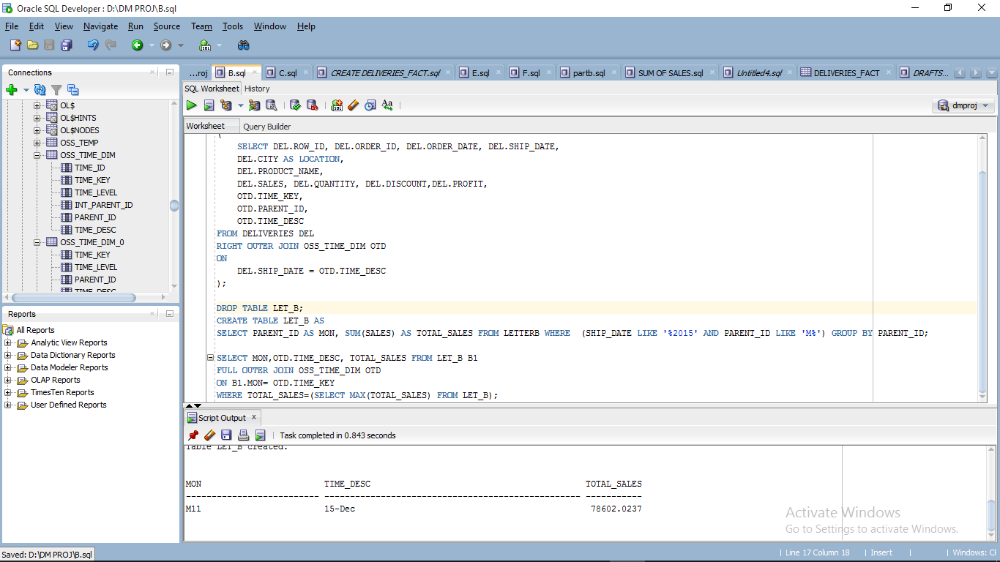 Oracle SQL Developer : D:\DM PROJ\B.sql
File Edit View Navigate Run Source Team Tools Window Help
Connections
OL$
OL$HINTS
OL$NODES
OSS_TEMP
OSS_TIME_DIM
TIME_ID
TIME_KEY
TIME_LEVEL
INT_PARENT_ID
PARENT_ID
TIME_DESC
OSS_TIME_DIM_0
TIME_KEY
TIME_LEVEL
PARENT_ID
TIME_DESC
Reports
All Reports
Analytic View Reports
Data Dictionary Reports
Data Modeler Reports
OLAP Reports
TimesTen Reports
User Defined Reports
...roj B.sql C.sql CREATE DELIVERIES_FACT.sql E.sql F.sql partb.sql SUM OF SALES.sql Untitled4.sql DELIVERIES_FACT DRAFTS...
SQL Worksheet History
dmproj
Worksheet Query Builder
(
SELECT DEL.ROW_ID, DEL.ORDER_ID, DEL.ORDER_DATE, DEL.SHIP_DATE,
DEL.CITY AS LOCATION,
DEL.PRODUCT_NAME,
DEL.SALES, DEL.QUANTITY, DEL.DISCOUNT,DEL.PROFIT,
OTD.TIME_KEY,
OTD.PARENT_ID,
OTD.TIME_DESC
FROM DELIVERIES DEL
RIGHT OUTER JOIN OSS_TIME_DIM OTD
ON
DEL.SHIP_DATE = OTD.TIME_DESC
);
DROP TABLE LET_B;
CREATE TABLE LET_B AS
SELECT PARENT_ID AS MON, SUM(SALES) AS TOTAL_SALES FROM LETTERB WHERE (SHIP_DATE LIKE '%2015' AND PARENT_ID LIKE 'M%') GROUP BY PARENT_ID;
SELECT MON,OTD.TIME_DESC, TOTAL_SALES FROM LET_B B1
FULL OUTER JOIN OSS_TIME_DIM OTD
ON B1.MON= OTD.TIME_KEY
WHERE TOTAL_SALES=(SELECT MAX(TOTAL_SALES) FROM LET_B);
Script Output x
Task completed in 0.843 seconds
Table LET_B created.
MON TIME_DESC TOTAL_SALES
M11 15-Dec 78602.0237
Activate Windows
Go to Settings to activate Windows.
Saved: D:\DM PROJ\B.sql
Line 17 Column 18 Insert Windows: CF